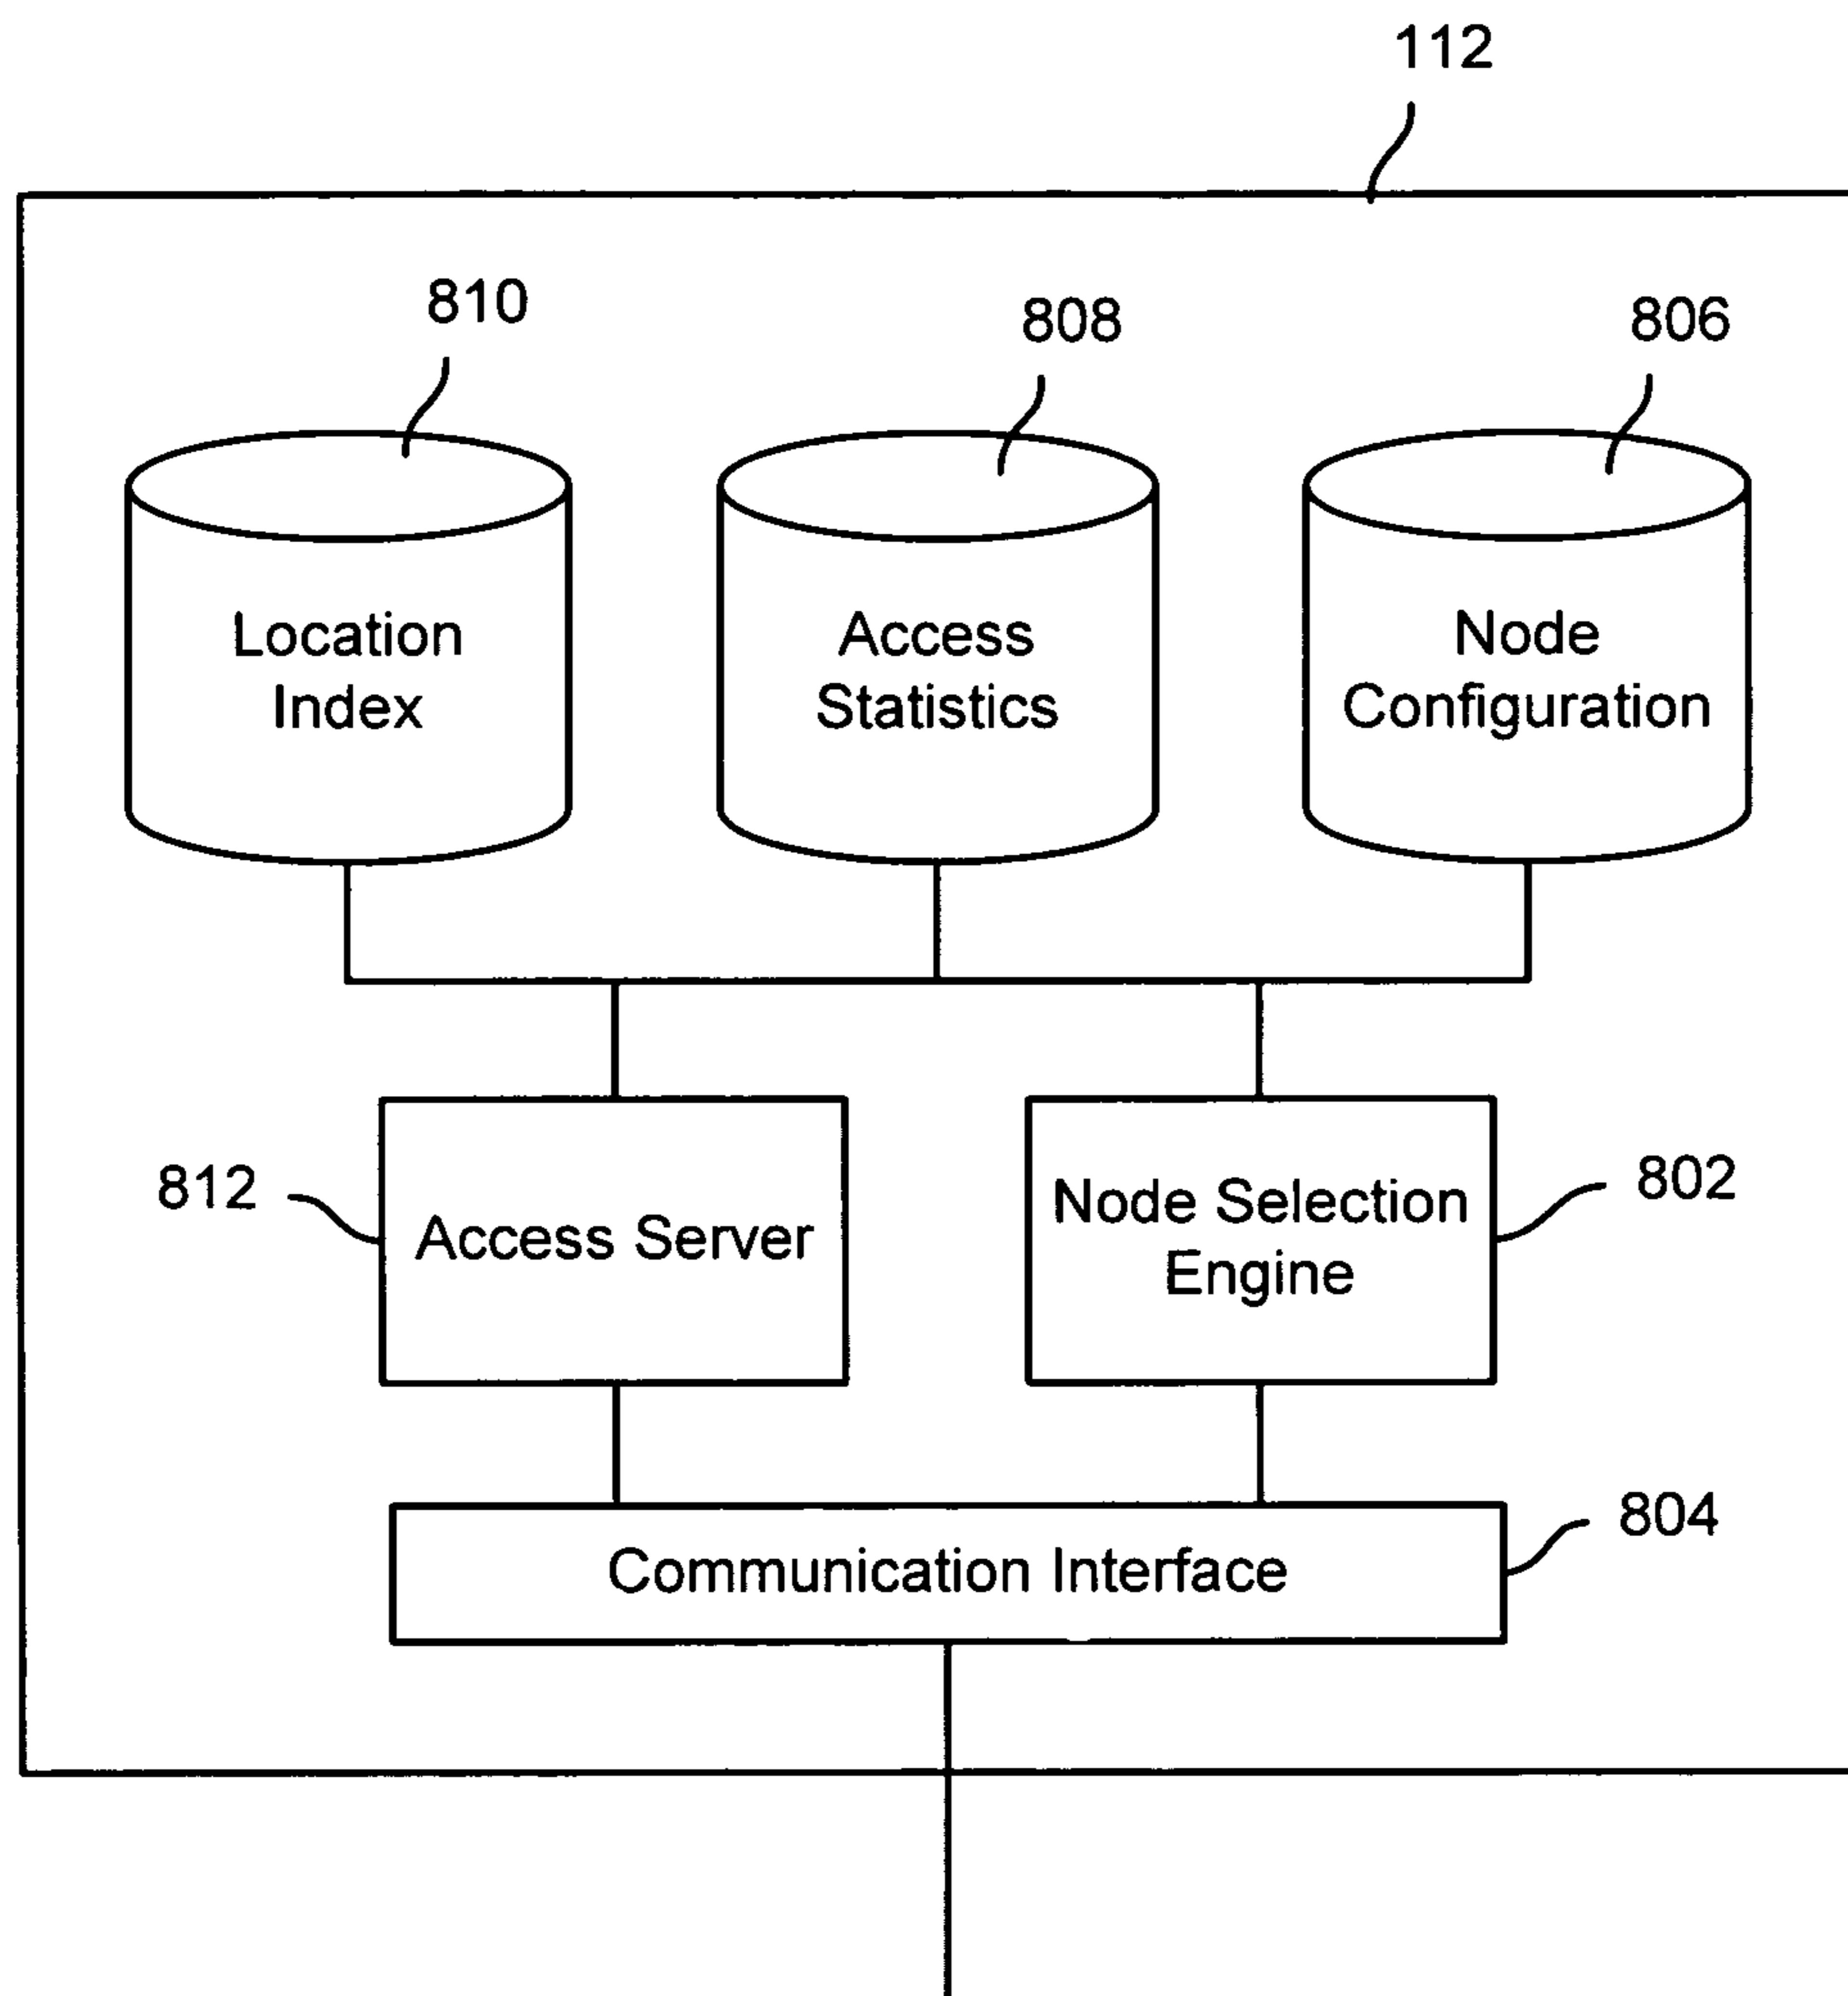 112
810
808
806
Location
Index
Access
Statistics
Node
Configuration
812
Access Server
Node Selection
Engine
802
Communication Interface
804